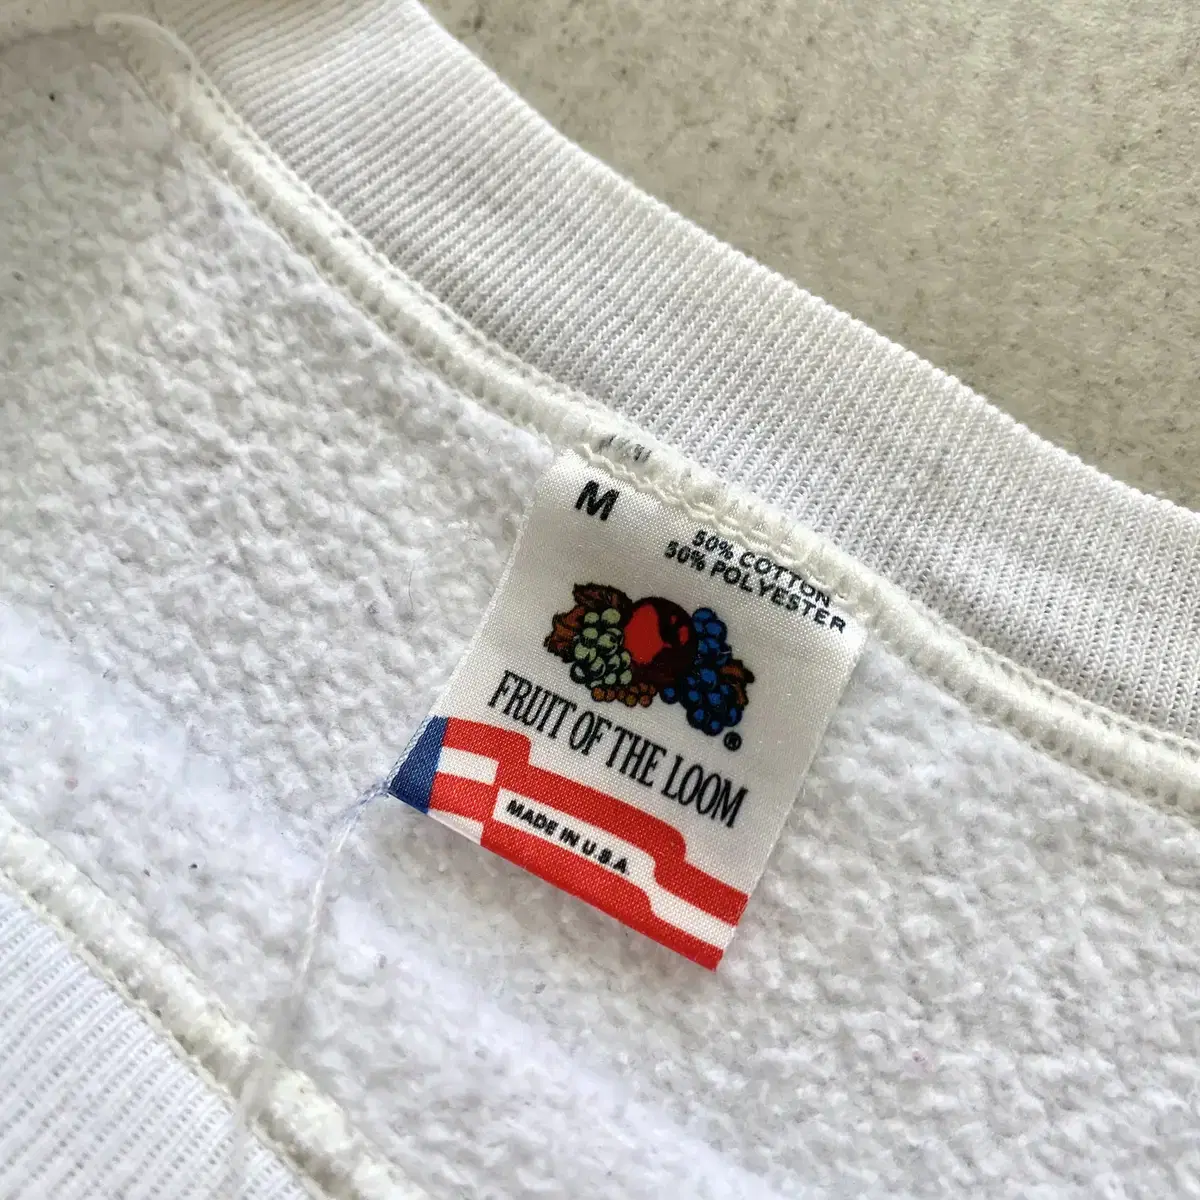 M
50% COTTON
50% POLYESTER
FRUIT OF THE LOOM
®
MADE IN U.S.A